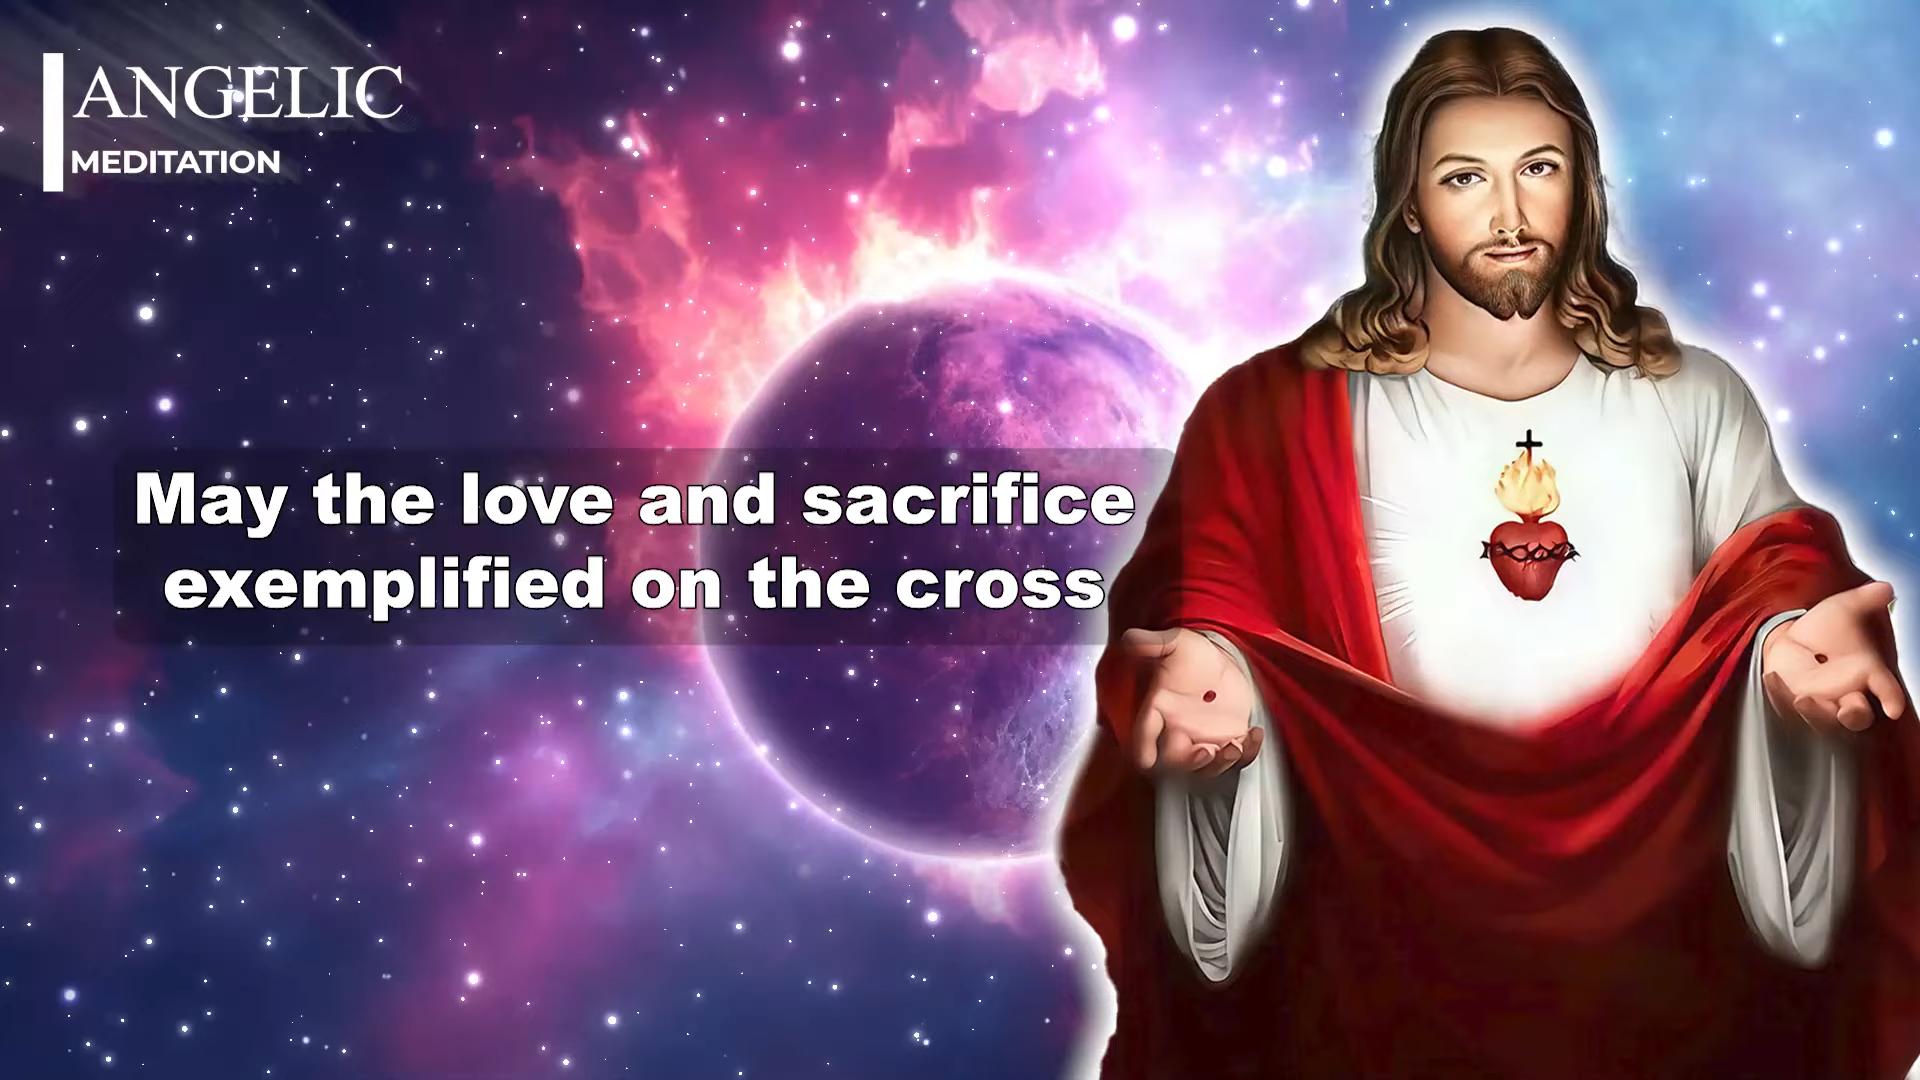 ANGELIC
MEDITATION
May the love and sacrifice
exemplified on the cross